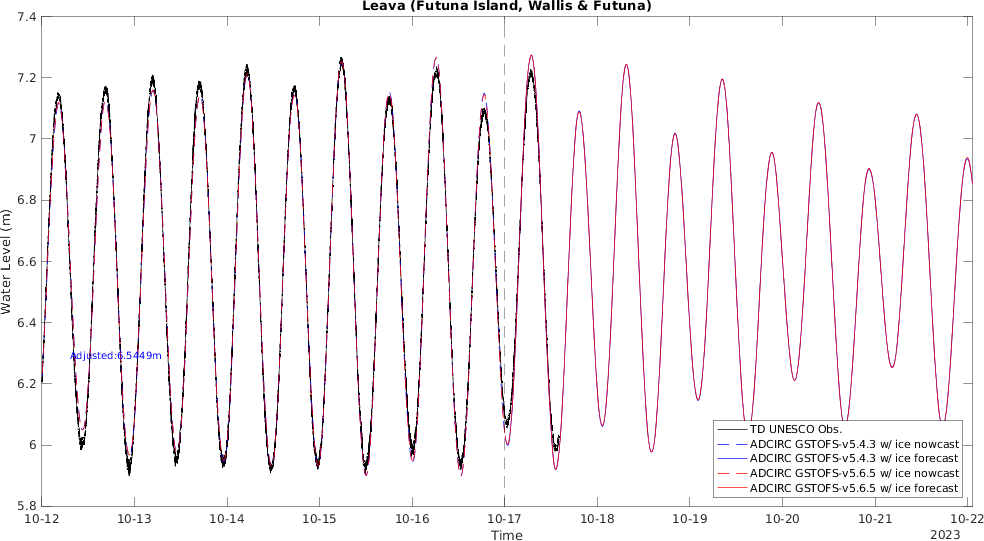 Leava (Futuna Island, Wallis & Futuna)
7.4
7.2
7
6.8
6.6
6.4
6.2
6
5.8
Water Level (m)
Adjusted:6.5449m
TD UNESCO Obs.
ADCIRC GSTOFS-v5.4.3 w/ ice nowcast
ADCIRC GSTOFS-v5.4.3 w/ ice forecast
ADCIRC GSTOFS-v5.6.5 w/ ice nowcast
ADCIRC GSTOFS-v5.6.5 w/ ice forecast
10-12 10-13 10-14 10-15 10-16 10-17 10-18 10-19 10-20 10-21 10-22
Time
2023